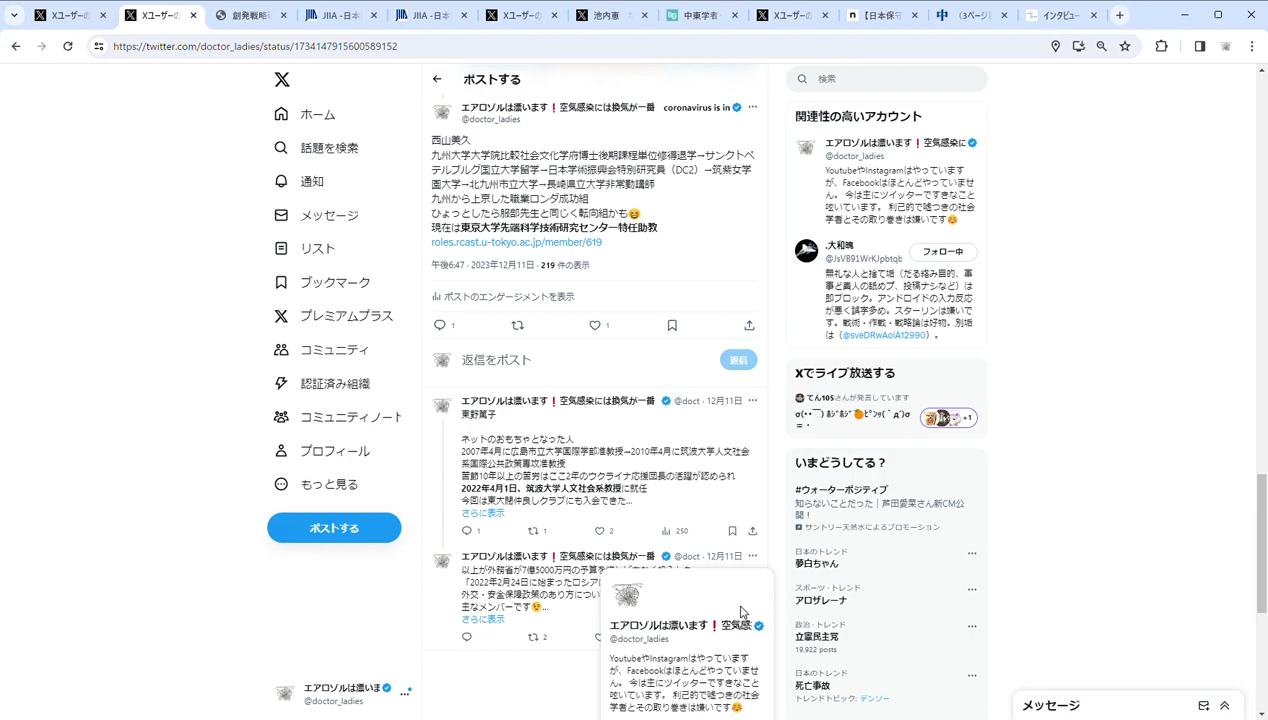 Xユーザーの
Xユーザーの
創発戦略研
JIIA -日本
JIIA -日本
Xユーザーの
池内恵
中東学者
Xユーザーの
【日本保守
(3ページ
インタビュー
https://twitter.com/doctor_ladies/status/1734147915600589152
ホーム
話題を検索
通知
メッセージ
リスト
ブックマーク
プレミアムプラス
コミュニティ
認証済み組織
コミュニティノート
プロフィール
もっと見る
ポストする
エアロゾルは漂いま
@doctor_ladies
ポストする
エアロゾルは漂います❗空気感染には換気が一番 coronavirus is in
@doctor_ladies
西山美久
九州大学大学院比較社会文化学府博士後期課程単位修得退学→サンクトペ
テルブルグ国立大学留学→日本学術振興会特別研究員（DC2）→筑紫女学
園大学→北九州市立大学→長崎県立大学非常勤講師
九州から上京した職業ロンダ成功組
ひょっとしたら服部先生と同じく転向組かも😆
現在は東京大学先端科学技術研究センター特任助教
roles.rcast.u-tokyo.ac.jp/member/619
午後6:47 · 2023年12月11日 · 219 件の表示
ポストのエンゲージメントを表示
1
1
返信をポスト
返信
エアロゾルは漂います❗空気感染には換気が一番 @doct · 12月11日
東野篤子
ネットのおもちゃとなった人
2007年4月に広島市立大学国際学部准教授→2010年4月に筑波大学人文社会
系国際公共政策専攻准教授
苦節10年以上の苦労はここ2年のウクライナ応援団長の活躍が認められ
2022年4月1日、筑波大学人文社会系教授に就任
今回は東大賭仲良しクラブにも入会できた...
さらに表示
1
1
2
250
エアロゾルは漂います❗空気感染には換気が一番 @doct · 12月11日
以上が外務省が7億5000万円の予算を
「2022年2月24日に始まったロシアに
外交・安全保障政策のあり方につい
主なメンバーです😉...
さらに表示
2
エアロゾルは漂います❗空気感
@doctor_ladies
YoutubeやInstagramはやっています
が、Facebookはほとんどやっていませ
ん。 今は主にツイッターですきなこと
呟いています。 利己的で嘘つきの社会
学者とその取り巻きは嫌いです☺️
検索
関連性の高いアカウント
エアロゾルは漂います❗空気感染に
@doctor_ladies
YoutubeやInstagramはやっています
が、Facebookはほとんどやっていませ
ん。 今は主にツイッターですきなこと
呟いています。 利己的で嘘つきの社会
学者とその取り巻きは嫌いです☺️
.大和魄
@JsVB91WrKJpbtqb
フォロー中
無礼な人と捨て垢（だる絡み目的、軍
事ど素人の舐めプ、投稿ナシなど）は
即ブロック。アンドロイドの入力反応
が悪く誤字多め。スターリンは嫌いで
す。戦術・作戦・戦略論は好物。別垢
は（@sveDRwAoiA12990）。
Xでライブ放送する
てん105さんが発言しています
+1
いまどうしてる？
#ウォーターポジティブ
知らないことだった｜芦田愛菜さん新CM公
開！
サントリー天然水によるプロモーション
日本のトレンド
夢白ちゃん
スポーツ · トレンド
アロザレーナ
政治 · トレンド
立憲民主党
19,922 posts
日本のトレンド
死亡事故
トレンドトピック: デンソー
メッセージ